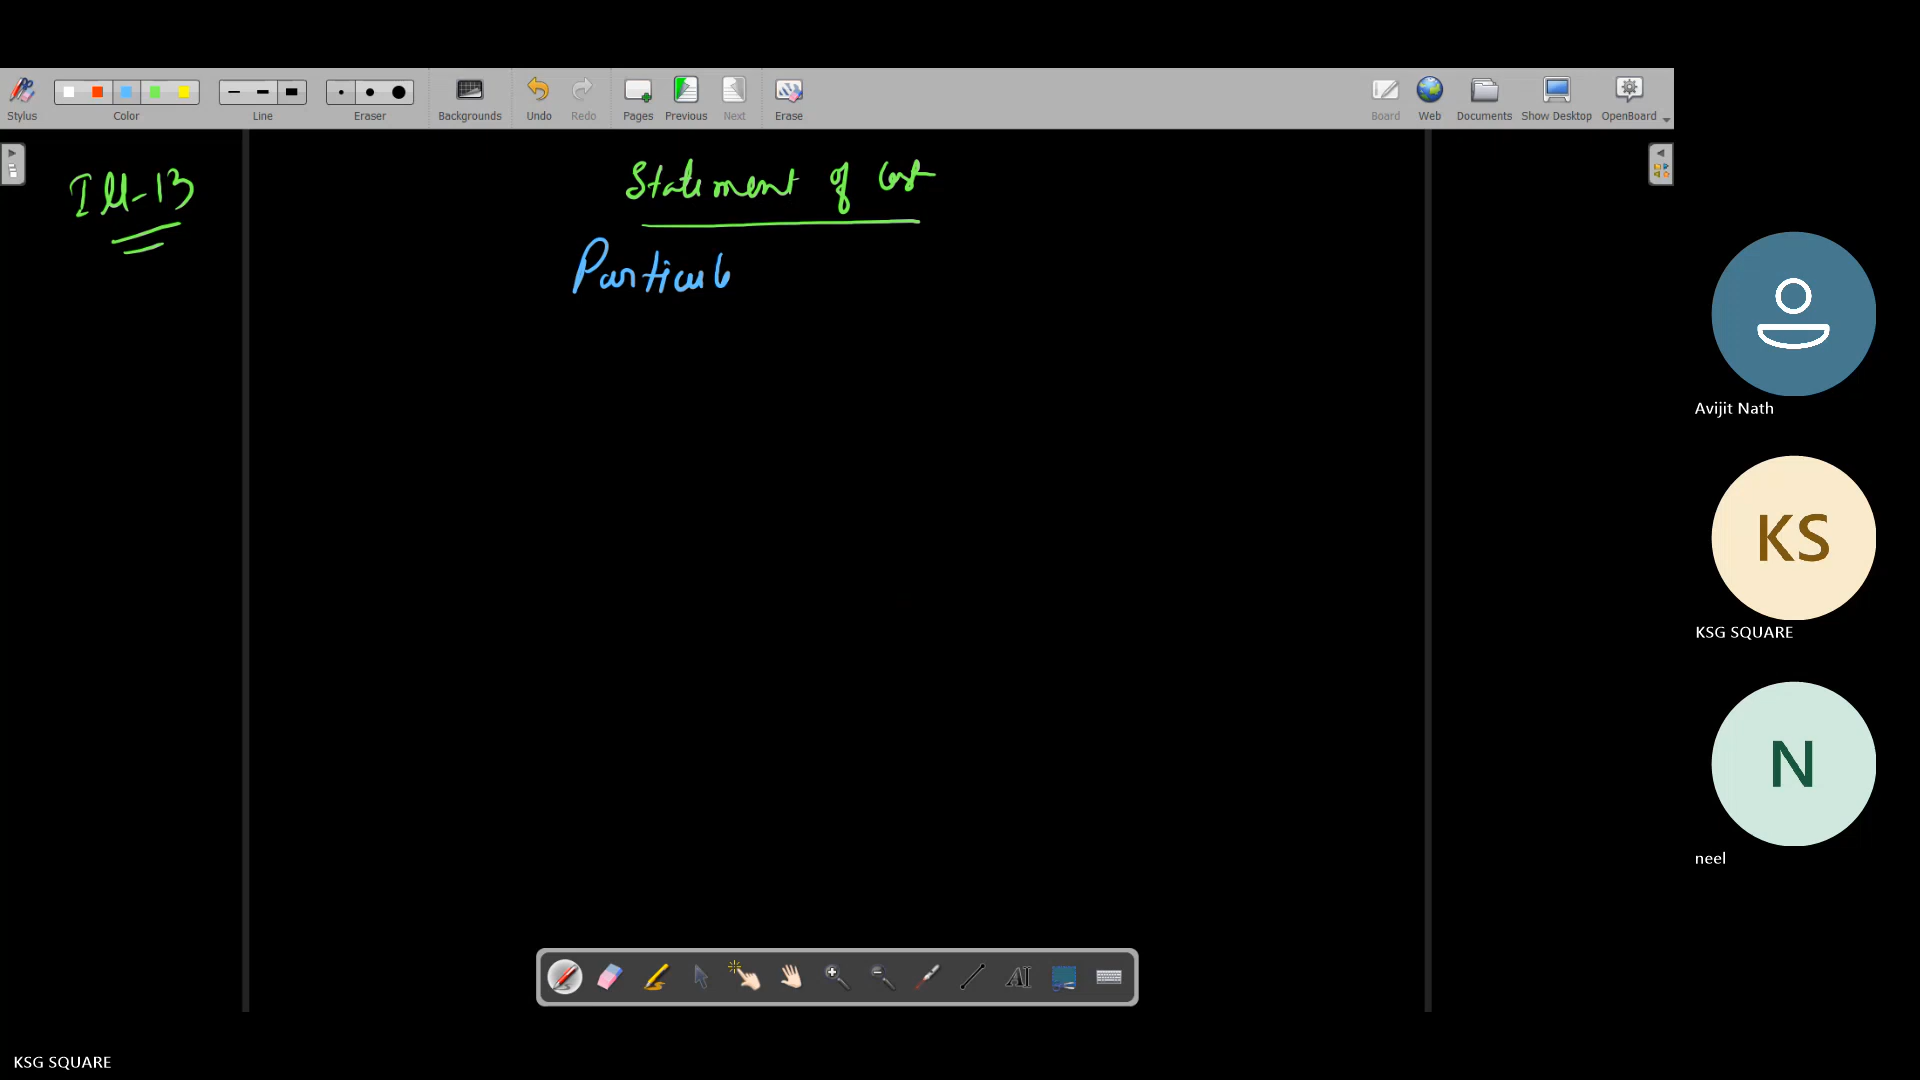 Stylus Color Line Eraser Backgrounds Undo Redo Pages Previous Next Erase Board Web Documents Show Desktop OpenBoard
Ill-13
Statement of Cost
Particul
AI
Avijit Nath
KS
KSG SQUARE
N
neel
KSG SQUARE